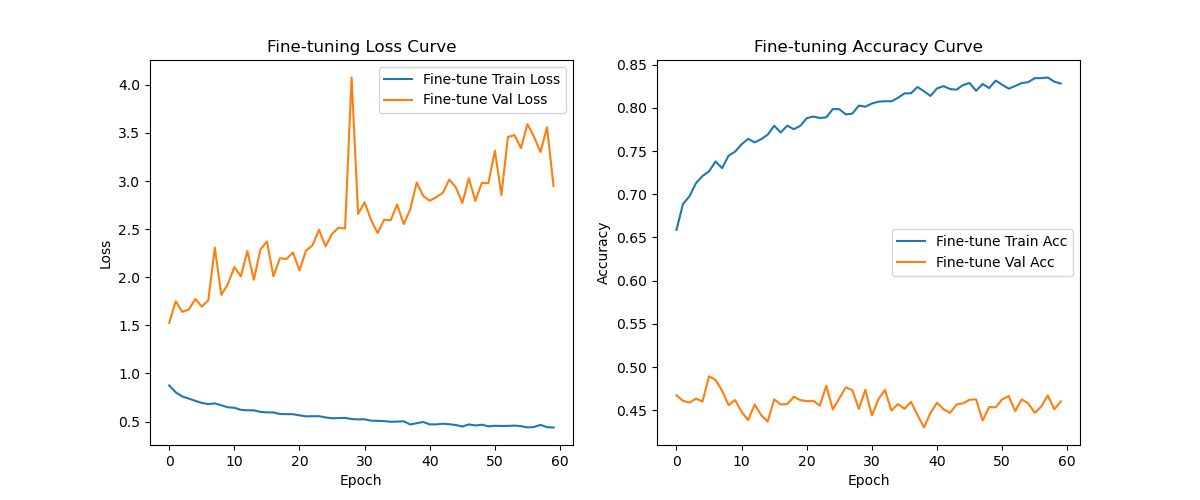 Fine-tuning Loss Curve
Fine-tune Train Loss
Fine-tune Val Loss
4.0
3.5
3.0
2.5
2.0
1.5
1.0
0.5
Loss
0 10 20 30 40 50 60
Epoch
Fine-tuning Accuracy Curve
0.85
0.80
0.75
0.70
0.65
0.60
0.55
0.50
0.45
Accuracy
Fine-tune Train Acc
Fine-tune Val Acc
0 10 20 30 40 50 60
Epoch